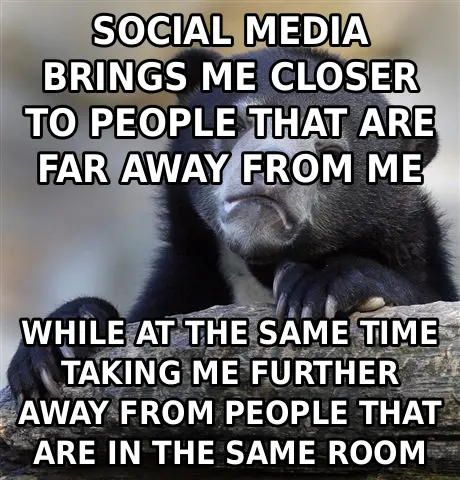 SOCIAL MEDIA
BRINGS ME CLOSER
TO PEOPLE THAT ARE
FAR AWAY FROM ME
WHILE AT THE SAME TIME
TAKING ME FURTHER
AWAY FROM PEOPLE THAT
ARE IN THE SAME ROOM